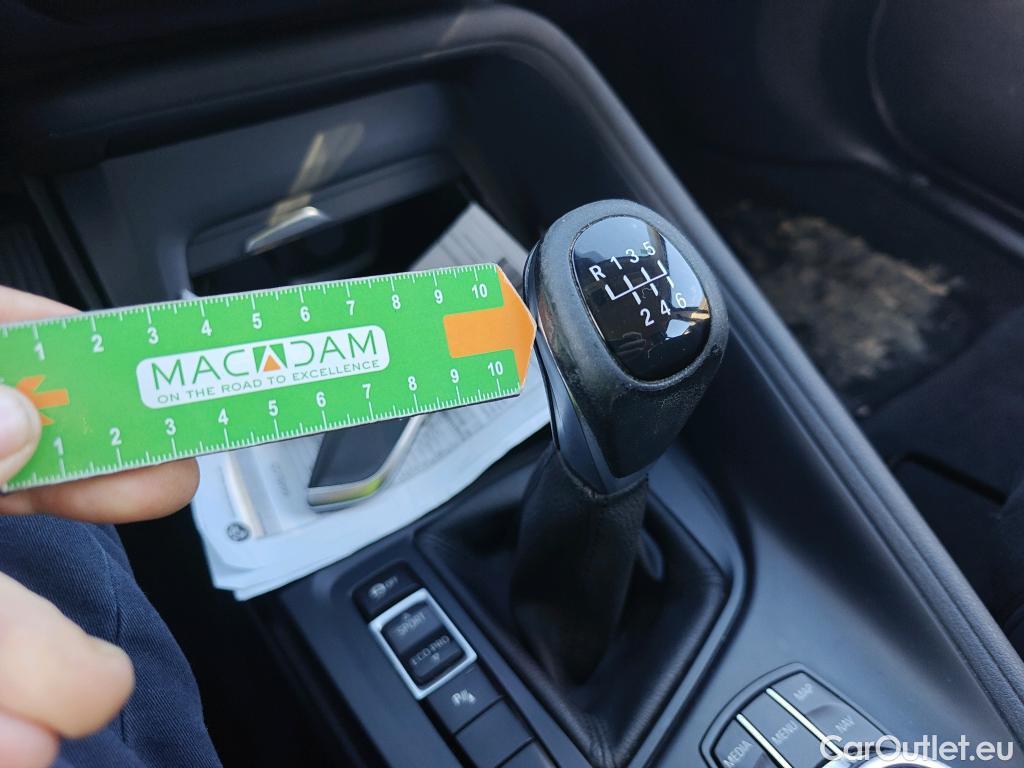 1 2 3 4 5 6 7 8 9 10
MACADAM
ON THE ROAD TO EXCELLENCE
1 2 3 4 5 6 7 8 9 10
R 1 3 5
2 4 6
OFF
SPORT
ECO PRO
MAP
NAV
MENU
MEDIA
CarOutlet.eu